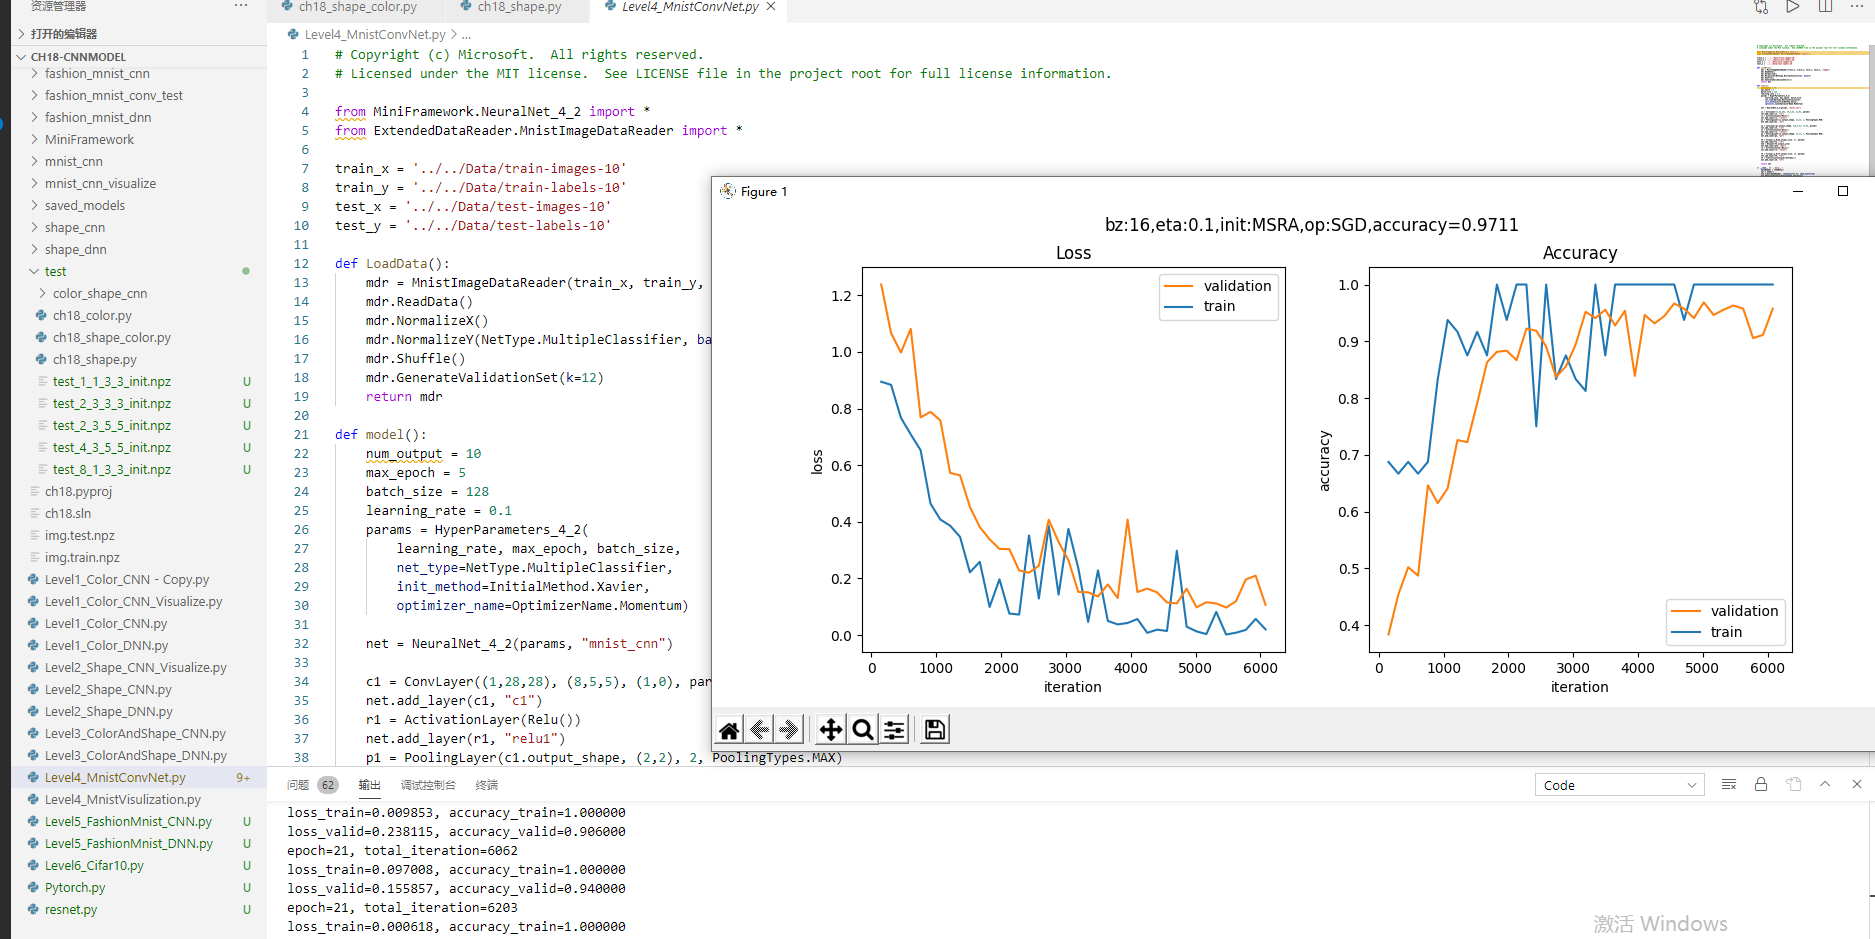 资源管理器
打开的编辑器
CH18-CNNMODEL
fashion_mnist_cnn
fashion_mnist_conv_test
fashion_mnist_dnn
MiniFramework
mnist_cnn
mnist_cnn_visualize
saved_models
shape_cnn
shape_dnn
test
color_shape_cnn
ch18_color.py
ch18_shape_color.py
ch18_shape.py
test_1_1_3_3_init.npz U
test_2_3_3_3_init.npz U
test_2_3_5_5_init.npz U
test_4_3_5_5_init.npz U
test_8_1_3_3_init.npz U
ch18.pyproj
ch18.sln
img.test.npz
img.train.npz
Level1_Color_CNN - Copy.py
Level1_Color_CNN_Visualize.py
Level1_Color_CNN.py
Level1_Color_DNN.py
Level2_Shape_CNN_Visualize.py
Level2_Shape_CNN.py
Level2_Shape_DNN.py
Level3_ColorAndShape_CNN.py
Level3_ColorAndShape_DNN.py
Level4_MnistConvNet.py 9+
Level4_MnistVisulization.py
Level5_FashionMnist_CNN.py U
Level5_FashionMnist_DNN.py U
Level6_Cifar10.py U
Pytorch.py U
resnet.py U
ch18_shape_color.py ch18_shape.py Level4_MnistConvNet.py
Level4_MnistConvNet.py > ...
1 # Copyright (c) Microsoft.  All rights reserved.
2 # Licensed under the MIT license.  See LICENSE file in the project root for full license information.
3
4 from MiniFramework.NeuralNet_4_2 import *
5 from ExtendedDataReader.MnistImageDataReader import *
6
7 train_x = '../../Data/train-images-10'
8 train_y = '../../Data/train-labels-10'
9 test_x = '../../Data/test-images-10'
10 test_y = '../../Data/test-labels-10'
11
12 def LoadData():
13 mdr = MnistImageDataReader(train_x, train_y,
14 mdr.ReadData()
15 mdr.NormalizeX()
16 mdr.NormalizeY(NetType.MultipleClassifier, ba
17 mdr.Shuffle()
18 mdr.GenerateValidationSet(k=12)
19 return mdr
20
21 def model():
22 num_output = 10
23 max_epoch = 5
24 batch_size = 128
25 learning_rate = 0.1
26 params = HyperParameters_4_2(
27 learning_rate, max_epoch, batch_size,
28 net_type=NetType.MultipleClassifier,
29 init_method=InitialMethod.Xavier,
30 optimizer_name=OptimizerName.Momentum)
31
32 net = NeuralNet_4_2(params, "mnist_cnn")
33
34 c1 = ConvLayer((1,28,28), (8,5,5), (1,0), par
35 net.add_layer(c1, "c1")
36 r1 = ActivationLayer(Relu())
37 net.add_layer(r1, "relu1")
38 p1 = PoolingLayer(c1.output_shape, (2,2), 2, PoolingTypes.MAX)
Figure 1
bz:16,eta:0.1,init:MSRA,op:SGD,accuracy=0.9711
Loss
validation
train
1.2
1.0
0.8
0.6
0.4
0.2
0.0
loss
0 1000 2000 3000 4000 5000 6000
iteration
Accuracy
1.0
0.9
0.8
0.7
0.6
0.5
0.4
accuracy
validation
train
0 1000 2000 3000 4000 5000 6000
iteration
问题 62 输出 调试控制台 终端
Code
loss_train=0.009853, accuracy_train=1.000000
loss_valid=0.238115, accuracy_valid=0.906000
epoch=21, total_iteration=6062
loss_train=0.097008, accuracy_train=1.000000
loss_valid=0.155857, accuracy_valid=0.940000
epoch=21, total_iteration=6203
loss_train=0.000618, accuracy_train=1.000000
激活 Windows